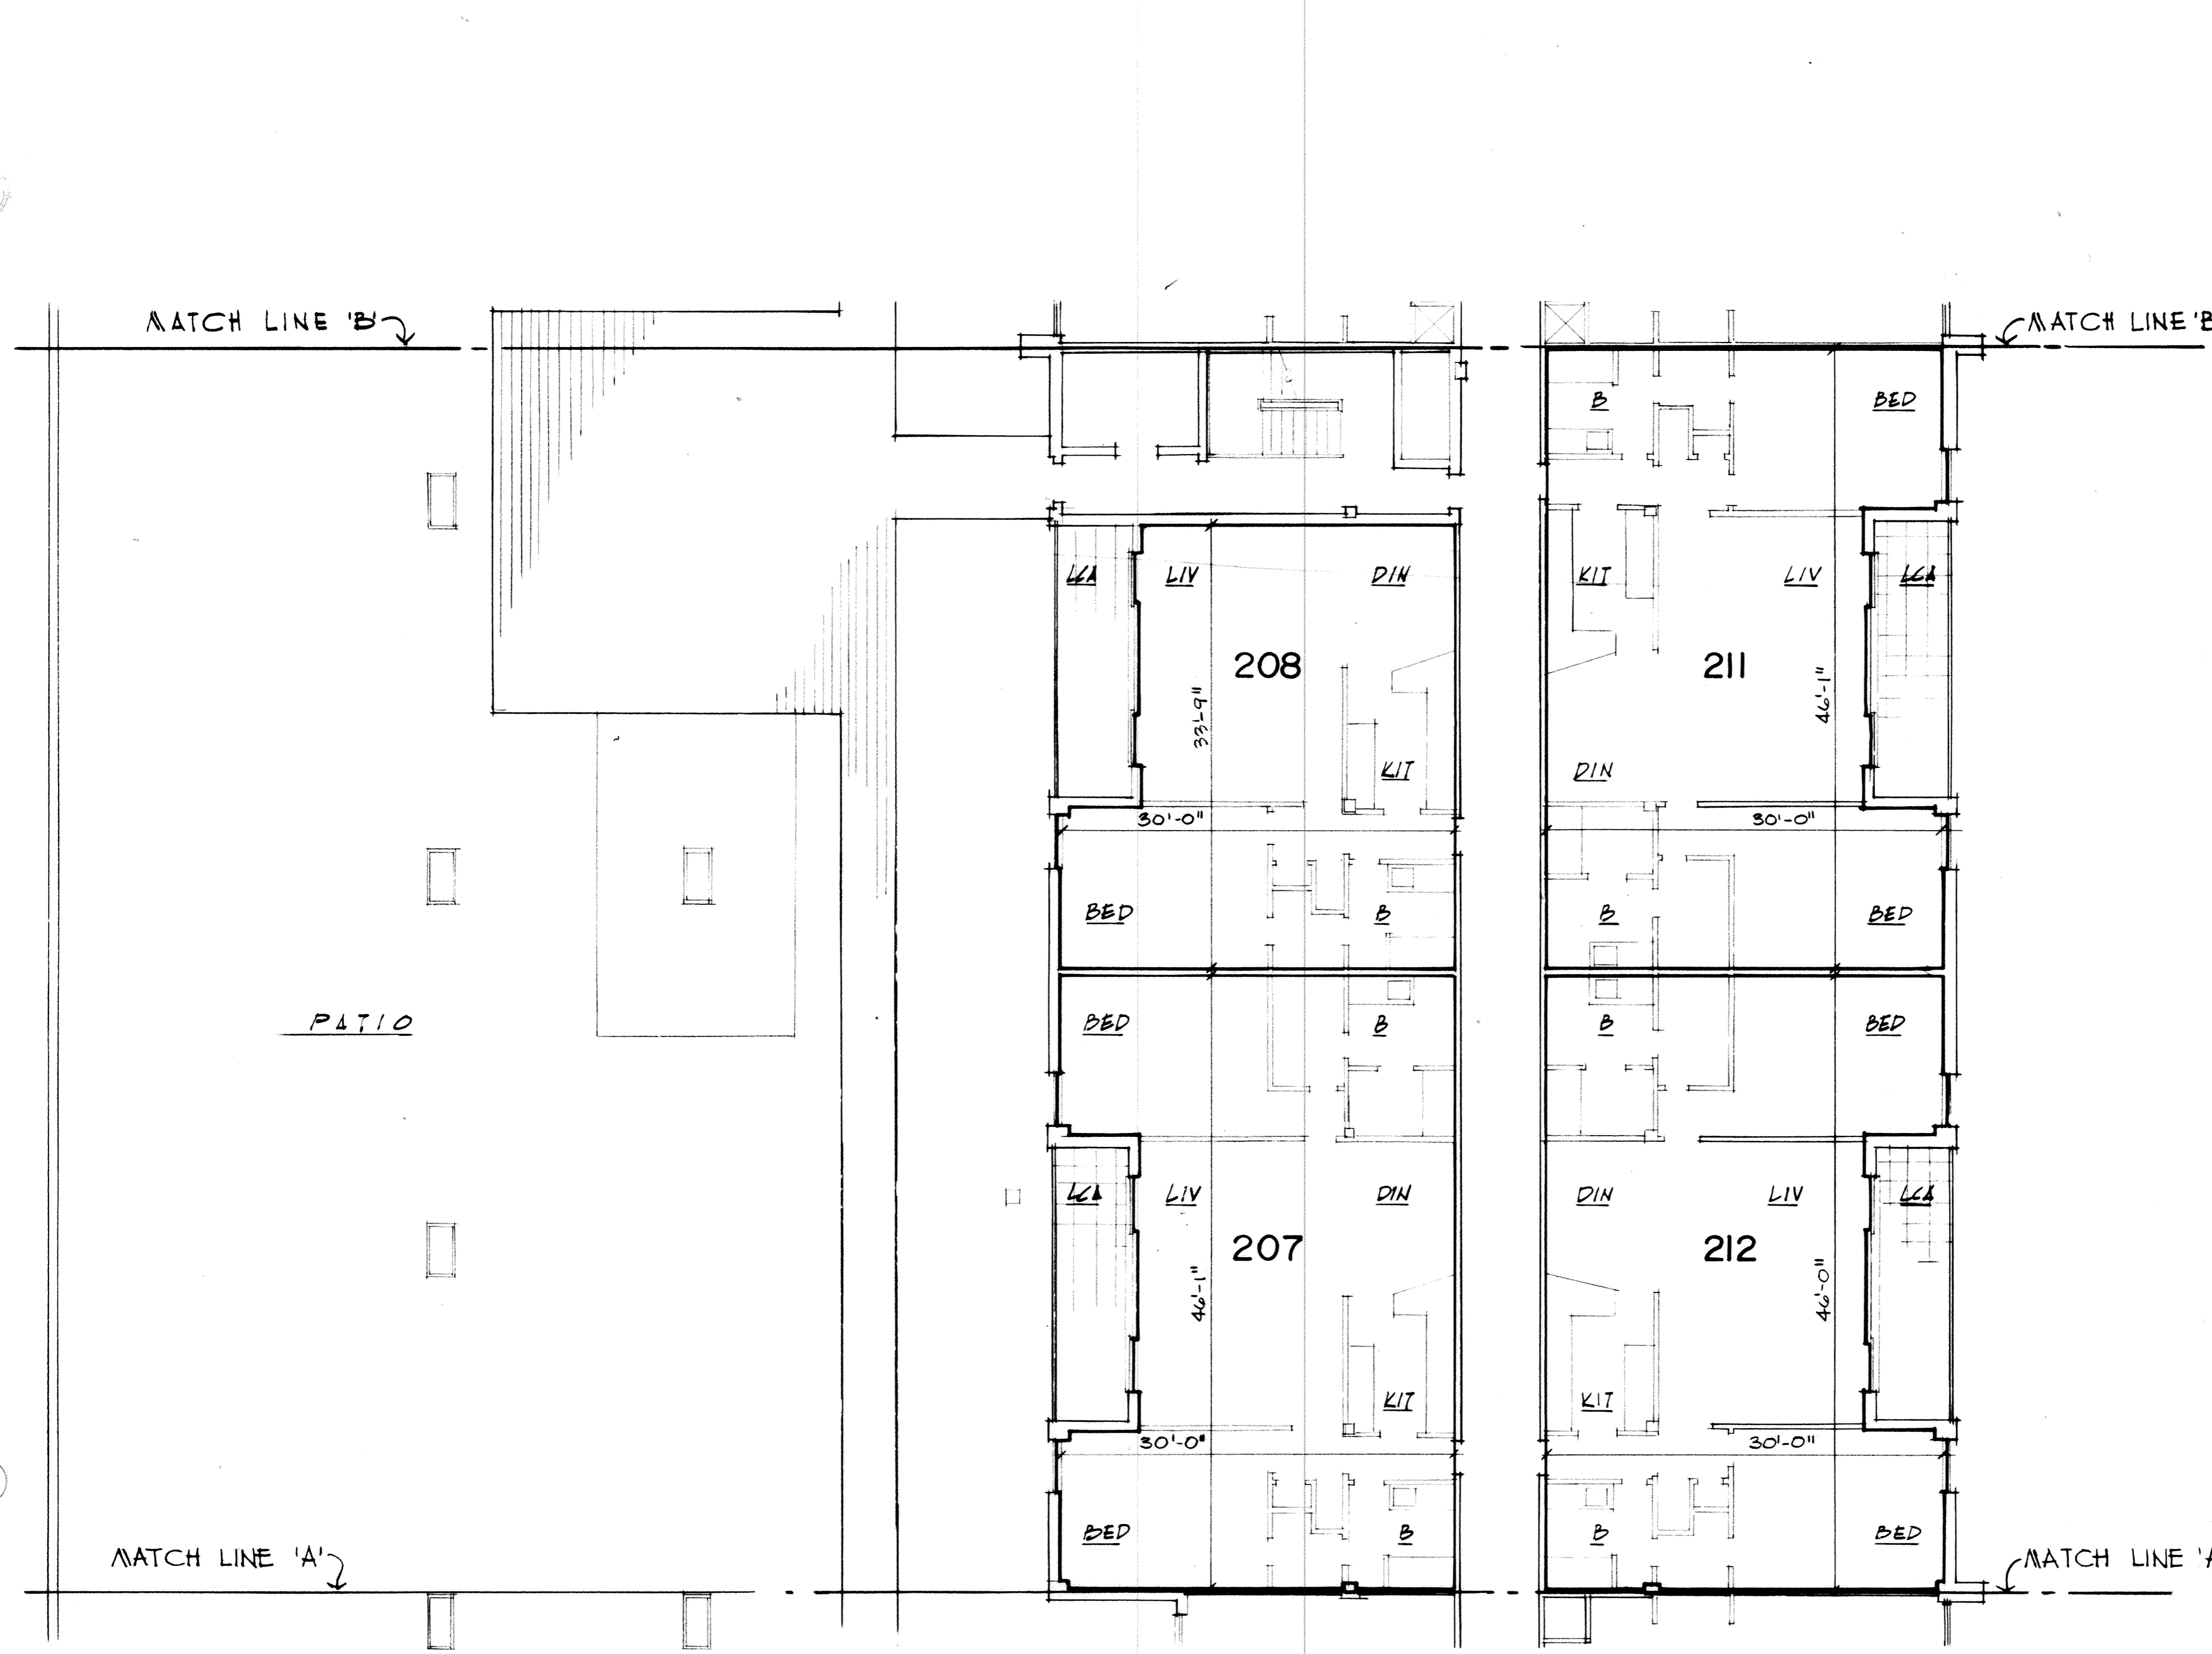 MATCH LINE 'B'
MATCH LINE 'B
B
BED
LCA
LIV
DIN
KIT
LIV
LCA
208
211
33'-9"
46'-1"
KIT
DIN
30'-0"
30'-0"
BED
B
B
BED
PATIO
BED
B
B
BED
LCA
LIV
DIN
DIN
LIV
LCA
207
212
46'-1"
46'-0"
KIT
KIT
30'-0"
30'-0"
BED
B
B
BED
MATCH LINE 'A'
MATCH LINE 'A